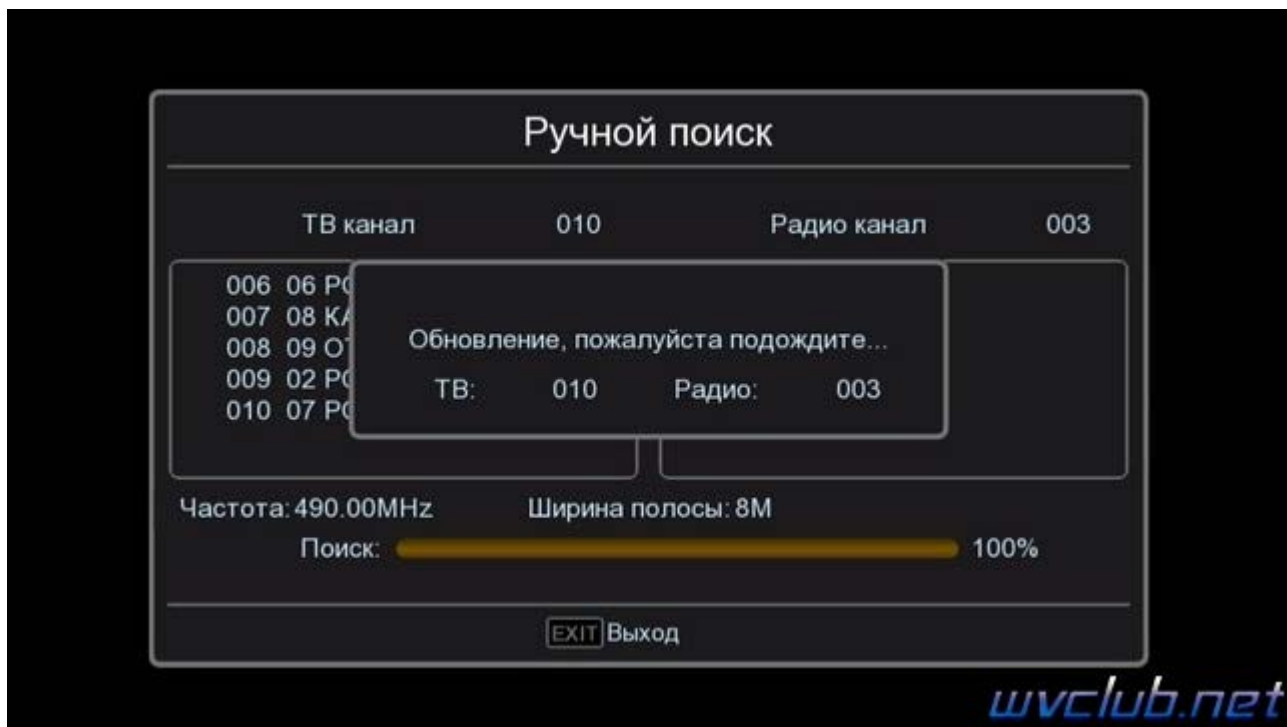 Ручной поиск
ТВ канал 010 Радио канал 003
006 06
007 08
008 09
009 02
010 07
Обновление, пожалуйста подождите...
ТВ: 010 Радио: 003
Частота: 490.00MHz Ширина полосы: 8M
Поиск: 100%
EXIT Выход
wvclub.net